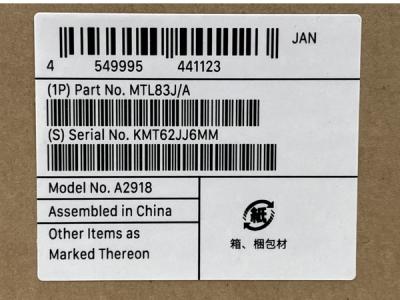 JAN
4 549995 441123
(1P) Part No. MTL83J/A
(S) Serial No. KMT62JJ6MM
Model No. A2918
Assembled in China
Other Items as
Marked Thereon
紙
箱、梱包材